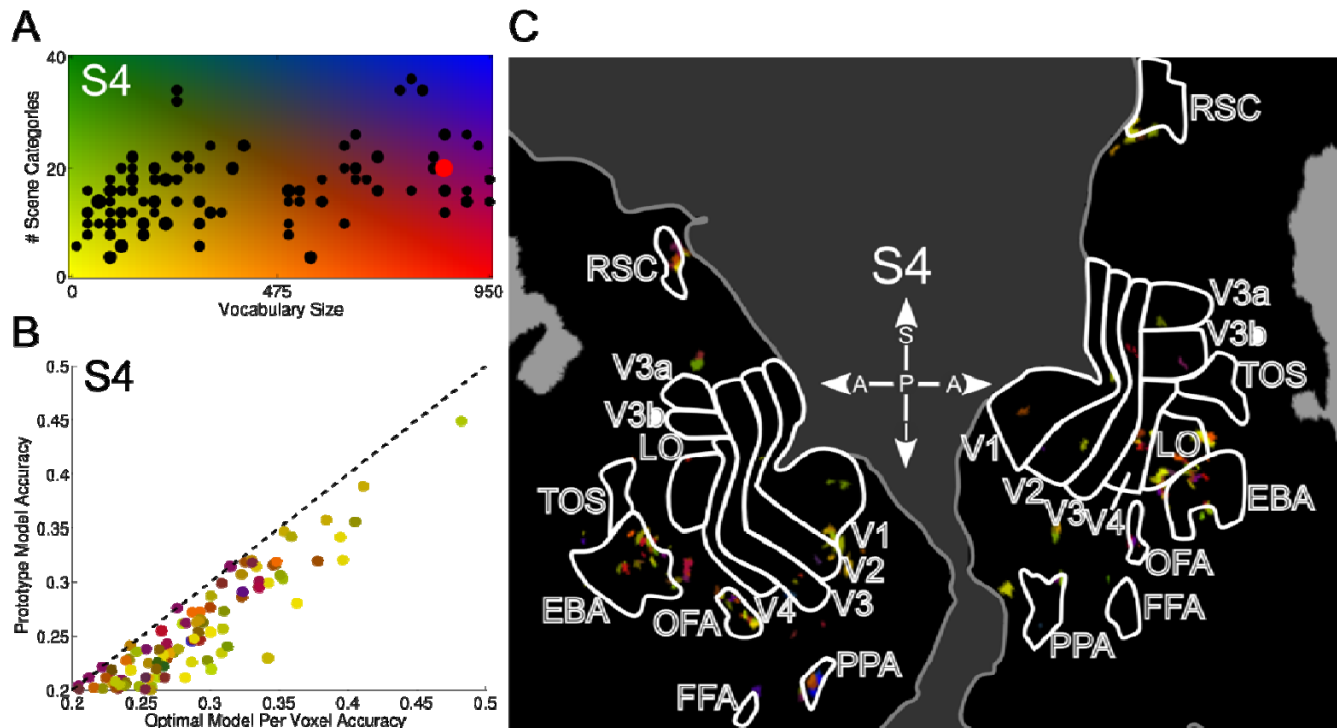 A
S4
# Scene Categories
40
20
0
0
475
950
Vocabulary Size
B
S4
Prototype Model Accuracy
0.5
0.45
0.4
0.35
0.3
0.25
0.2
0.2
0.25
0.3
0.35
0.4
0.45
0.5
Optimal Model Per Voxel Accuracy
C
RSC
RSC
S4
S
A P A
I
V3a
V3b
LO
TOS
EBA
OFA
V4
V3
V2
V1
FFA
PPA
V3a
V3b
TOS
LO
EBA
V1
V2
V3
V4
OFA
FFA
PPA